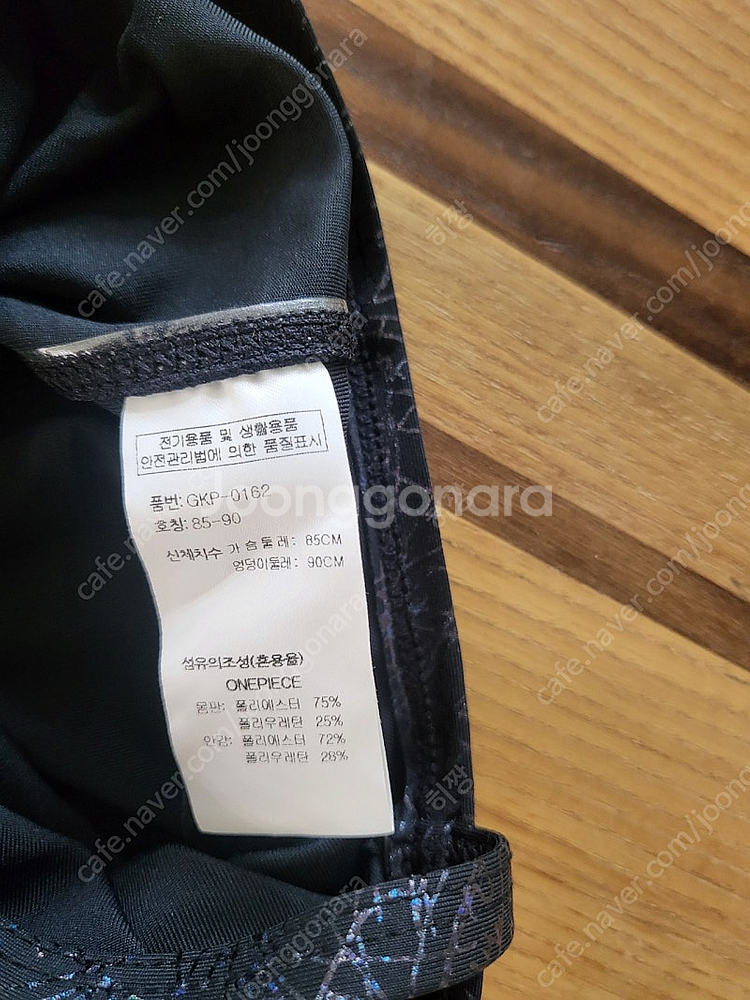 전기용품 및 생활용품
안전관리법에 의한 품질표시
품번: GKP-0162
호칭: 85-90
신체치수 가슴둘레: 85CM
엉덩이둘레: 90CM
섬유의조성(혼용율)
ONEPIECE
몸판: 폴리에스터 75%
폴리우레탄 25%
안감: 폴리에스터 72%
폴리우레탄 28%
Joonggonara
cafe.naver.com/joonggonara
하짱